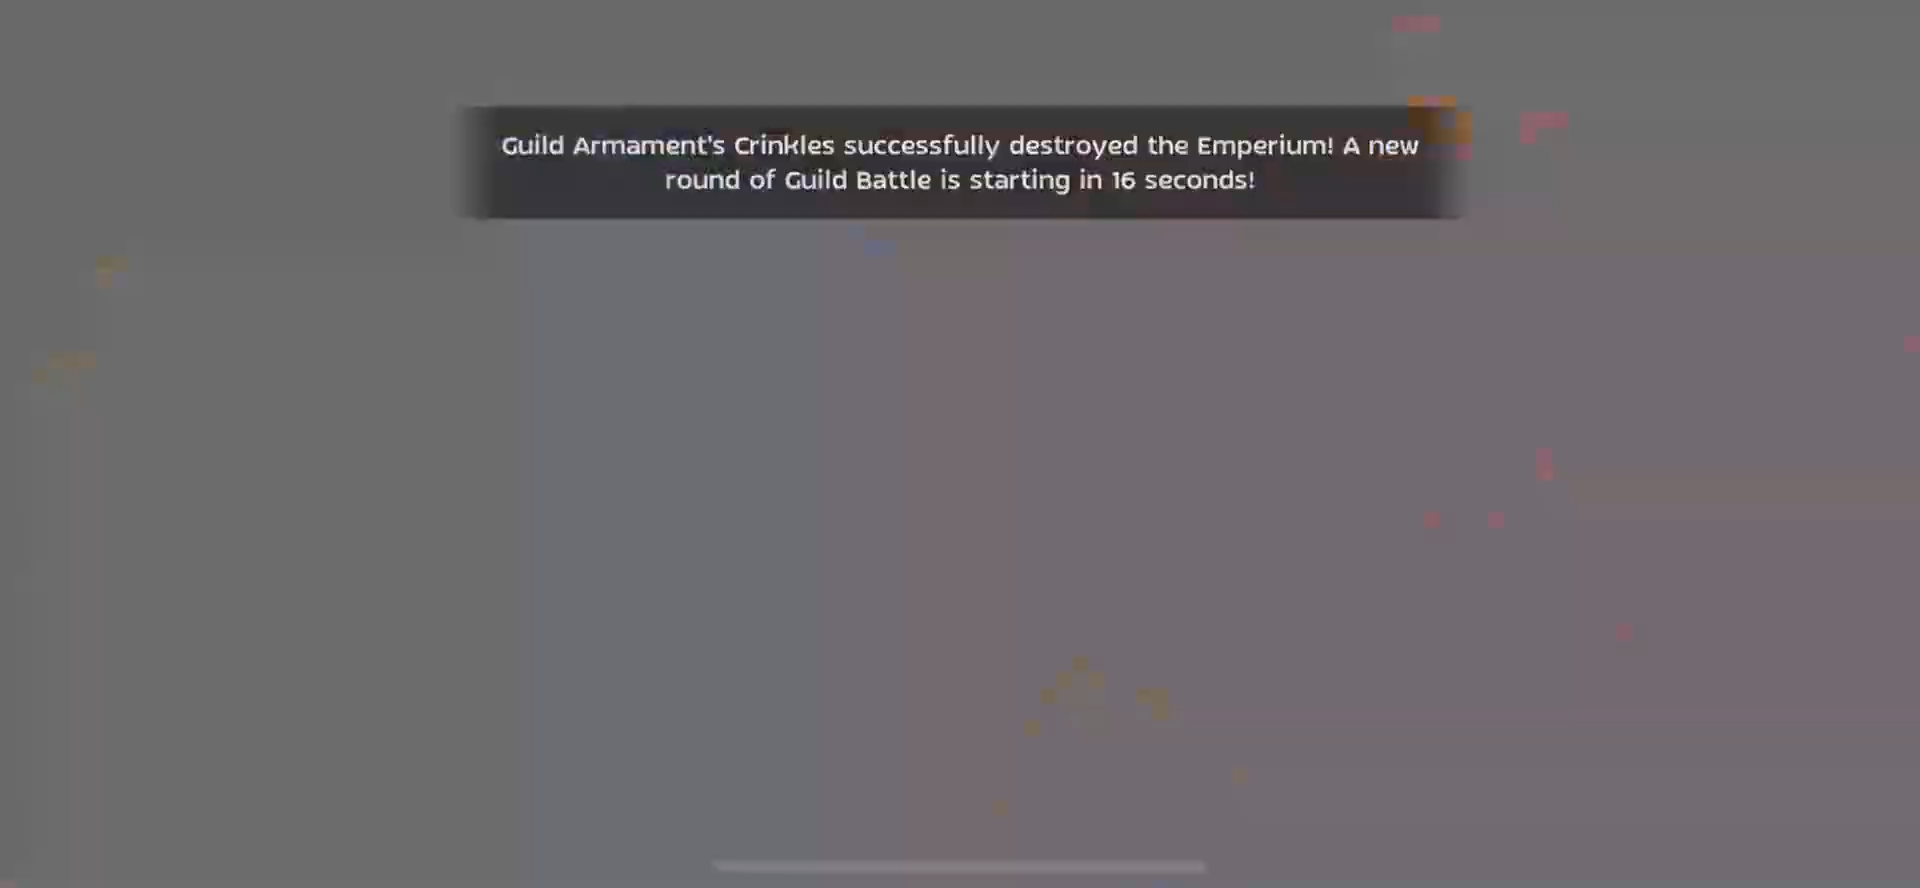 Guild Armament's Crinkles successfully destroyed the Emperium! A new
round of Guild Battle is starting in 16 seconds!